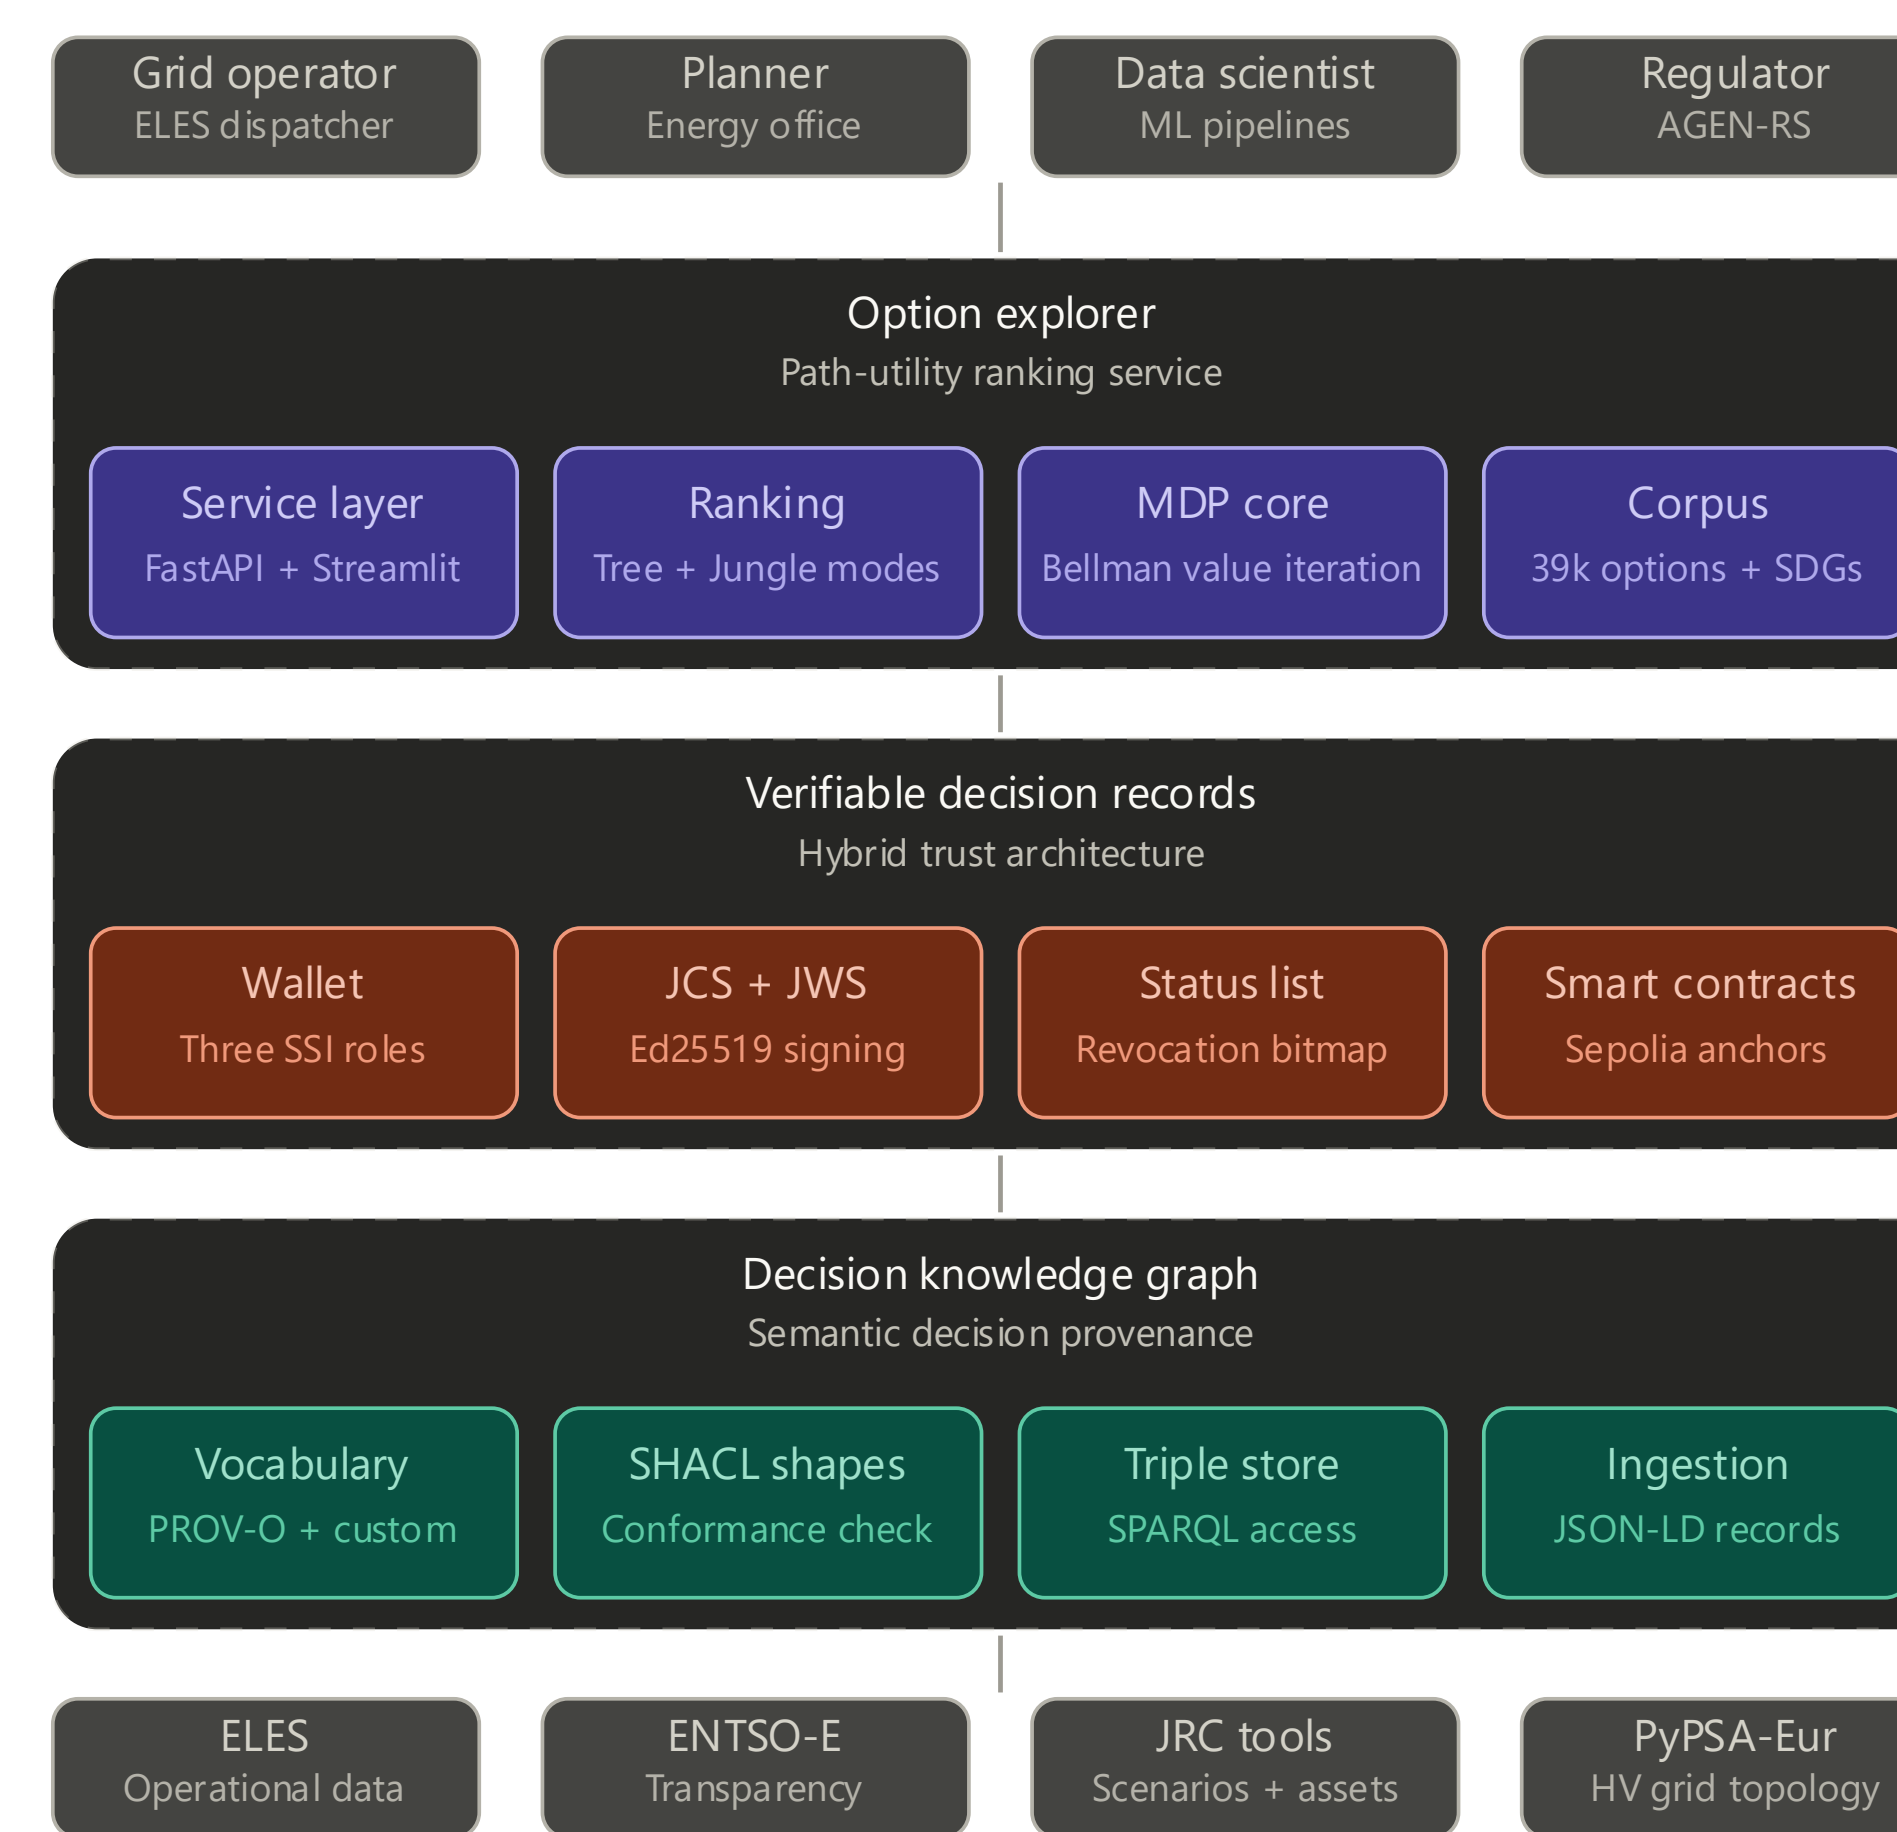 Grid operator
ELES dispatcher
Planner
Energy office
Data scientist
ML pipelines
Regulator
AGEN-RS
Option explorer
Path-utility ranking service
Service layer
FastAPI + Streamlit
Ranking
Tree + Jungle modes
MDP core
Bellman value iteration
Corpus
39k options + SDGs
Verifiable decision records
Hybrid trust architecture
Wallet
Three SSI roles
JCS + JWS
Ed25519 signing
Status list
Revocation bitmap
Smart contracts
Sepolia anchors
Decision knowledge graph
Semantic decision provenance
Vocabulary
PROV-O + custom
SHACL shapes
Conformance check
Triple store
SPARQL access
Ingestion
JSON-LD records
ELES
Operational data
ENTSO-E
Transparency
JRC tools
Scenarios + assets
PyPSA-Eur
HV grid topology